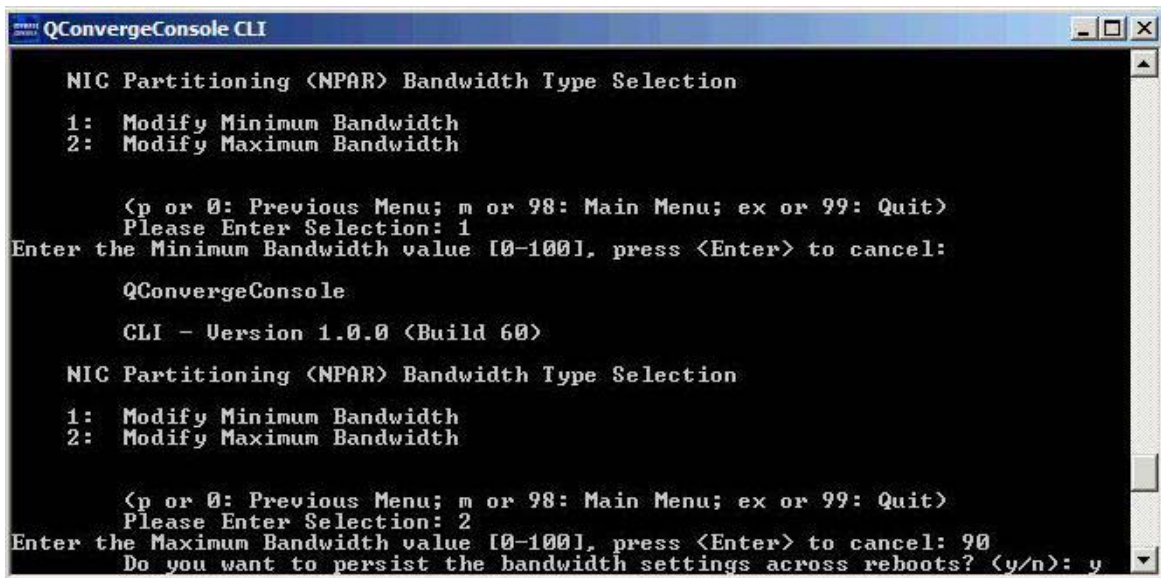 QConvergeConsole CLI
NIC Partitioning (NPAR) Bandwidth Type Selection
1: Modify Minimum Bandwidth
2: Modify Maximum Bandwidth
(p or 0: Previous Menu; m or 98: Main Menu; ex or 99: Quit)
Please Enter Selection: 1
Enter the Minimum Bandwidth value [0-100], press <Enter> to cancel:
QConvergeConsole
CLI - Version 1.0.0 (Build 60)
NIC Partitioning (NPAR) Bandwidth Type Selection
1: Modify Minimum Bandwidth
2: Modify Maximum Bandwidth
(p or 0: Previous Menu; m or 98: Main Menu; ex or 99: Quit)
Please Enter Selection: 2
Enter the Maximum Bandwidth value [0-100], press <Enter> to cancel: 90
Do you want to persist the bandwidth settings across reboots? (y/n): y